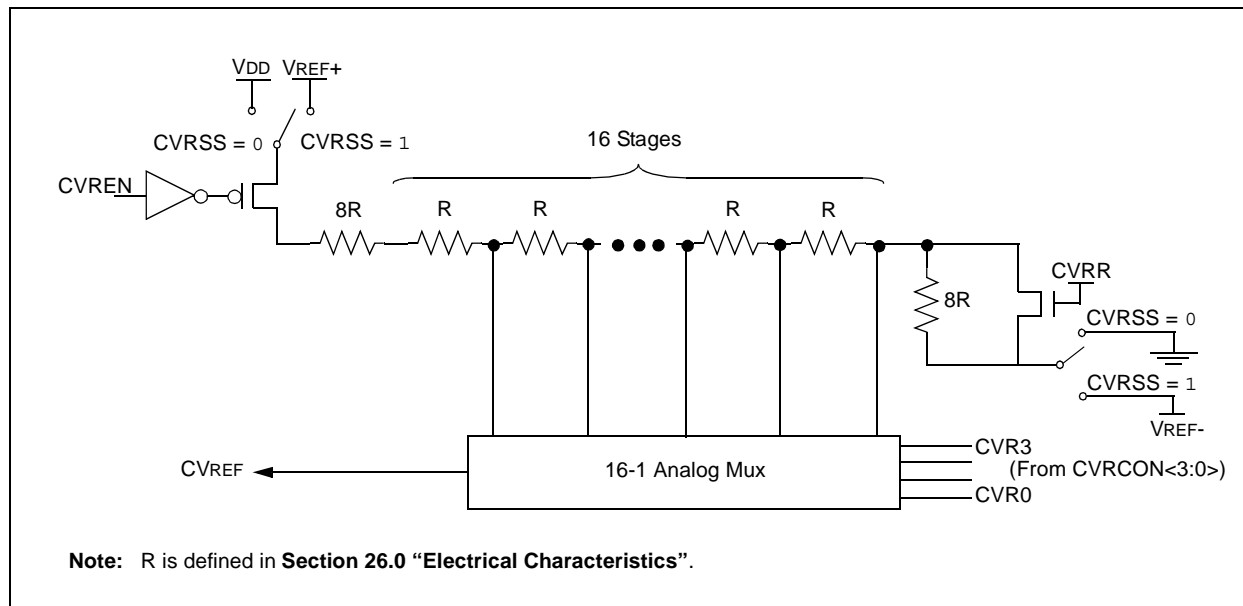 VDD VREF+
CVRSS = 0 CVRSS = 1
16 Stages
CVREN
8R R R R R
CVRR
8R
CVRSS = 0
CVRSS = 1
VREF-
CVR3
CVREF 16-1 Analog Mux (From CVRCON<3:0>)
CVR0
Note: R is defined in Section 26.0 “Electrical Characteristics”.